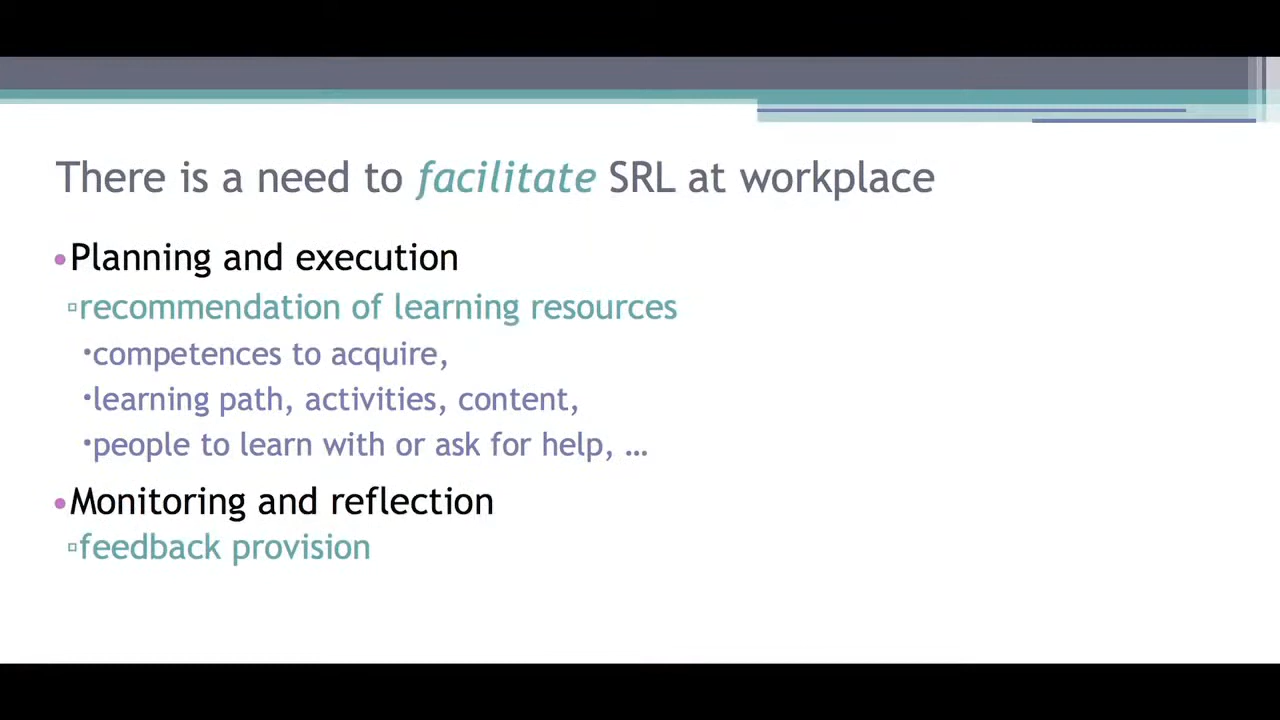 There is a need to facilitate SRL at workplace
•Planning and execution
▫recommendation of learning resources
▪competences to acquire,
▪learning path, activities, content,
▪people to learn with or ask for help, …
•Monitoring and reflection
▫feedback provision